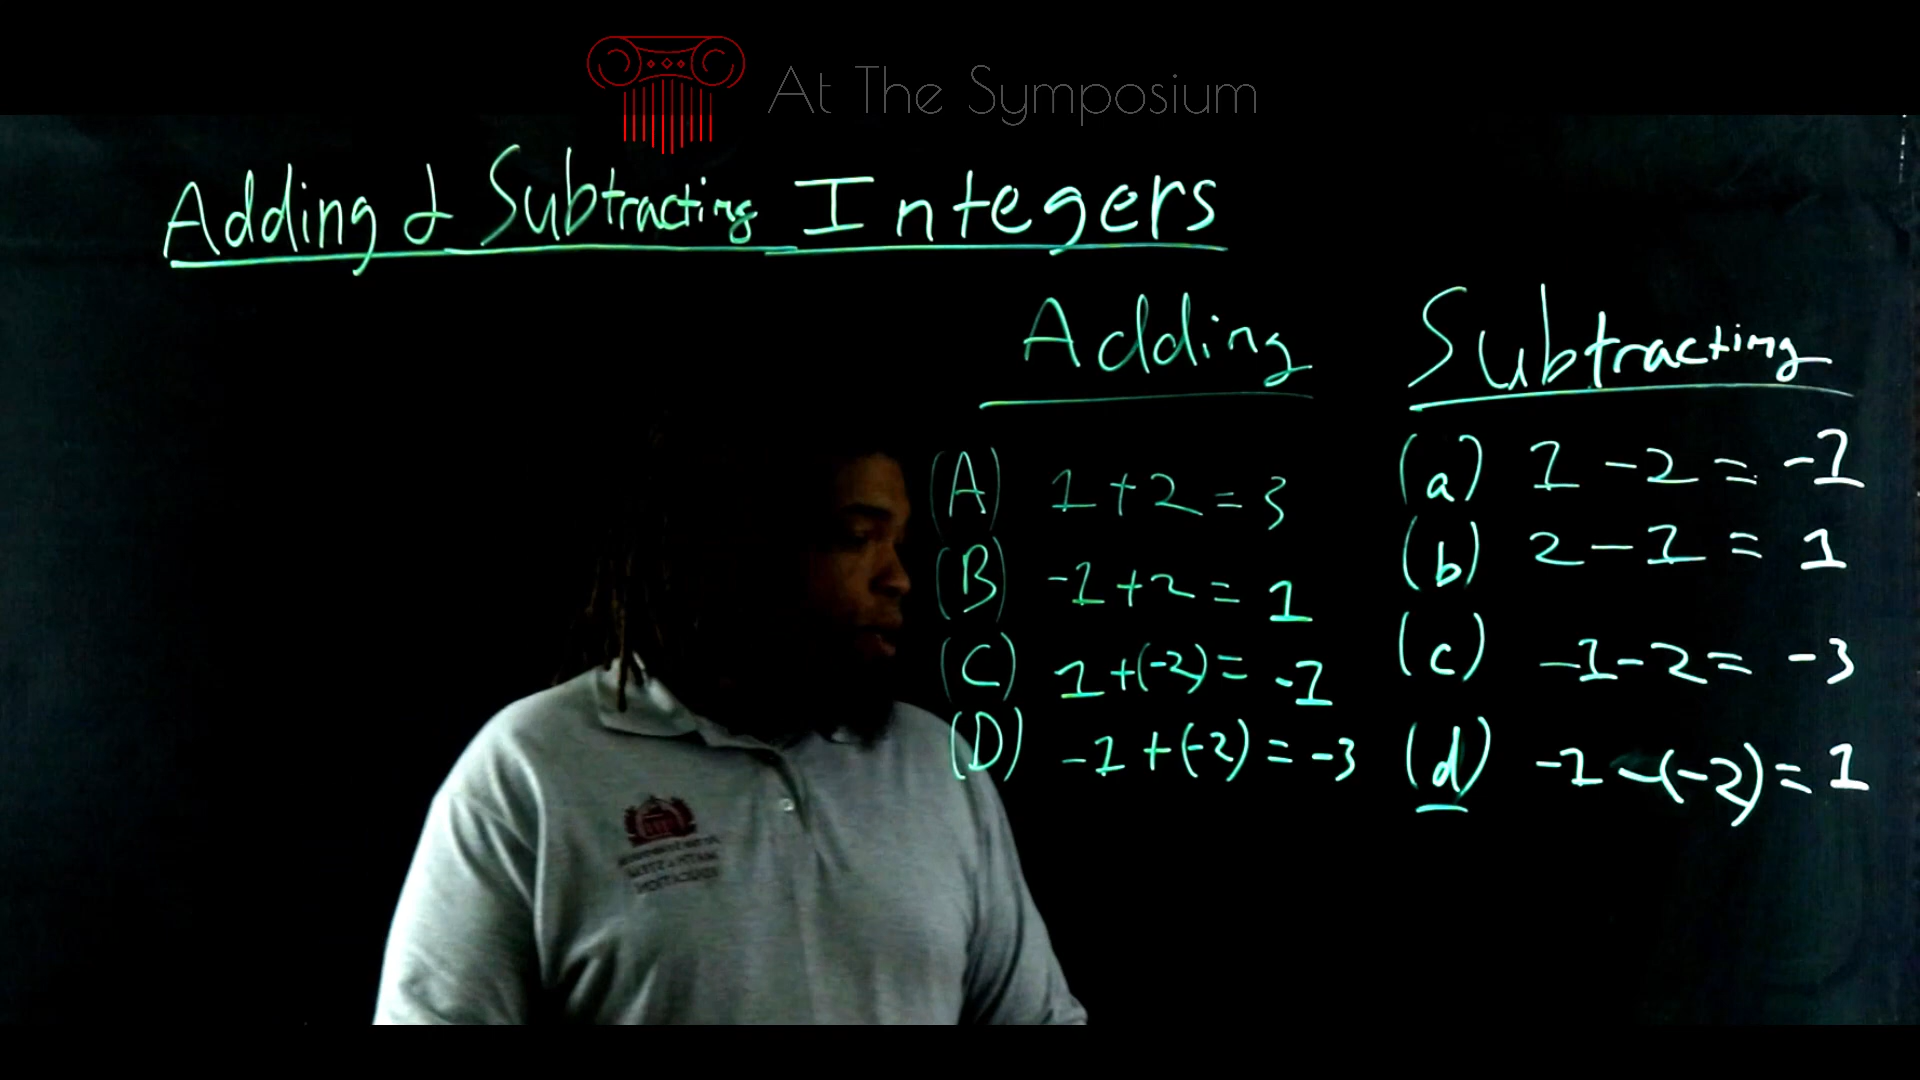 At The Symposium
Adding & Subtracting Integers
Adding
(A) 1+2=3
(B) -1+2=1
(C) 1+(-2)=-1
(D) -1+(-2)=-3
Subtracting
(a) 1-2=-1
(b) 2-1=1
(c) -1-2=-3
(d) -1-(-2)=1